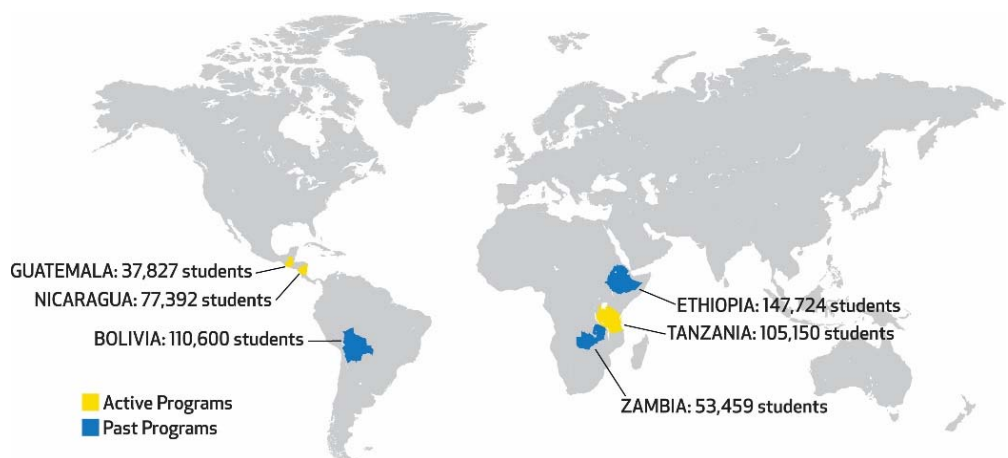 GUATEMALA: 37,827 students
NICARAGUA: 77,392 students
BOLIVIA: 110,600 students
ETHIOPIA: 147,724 students
TANZANIA: 105,150 students
ZAMBIA: 53,459 students
Active Programs
Past Programs